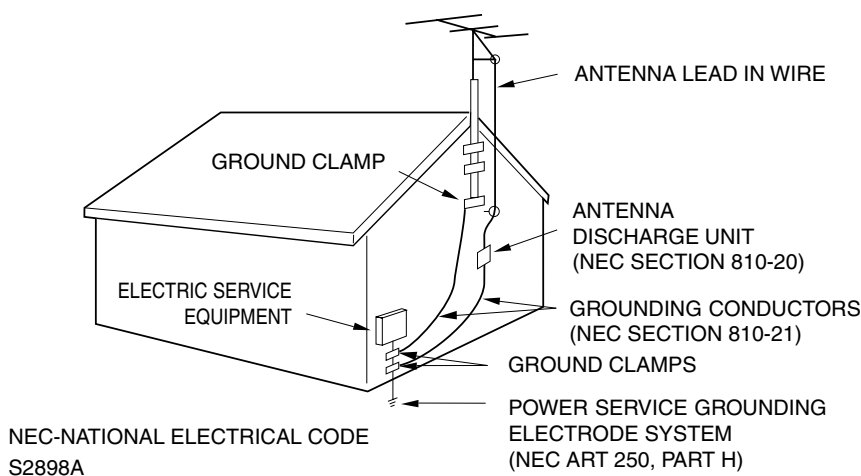 ANTENNA LEAD IN WIRE
GROUND CLAMP
ANTENNA
DISCHARGE UNIT
(NEC SECTION 810-20)
ELECTRIC SERVICE
EQUIPMENT
GROUNDING CONDUCTORS
(NEC SECTION 810-21)
GROUND CLAMPS
POWER SERVICE GROUNDING
ELECTRODE SYSTEM
(NEC ART 250, PART H)
NEC-NATIONAL ELECTRICAL CODE
S2898A